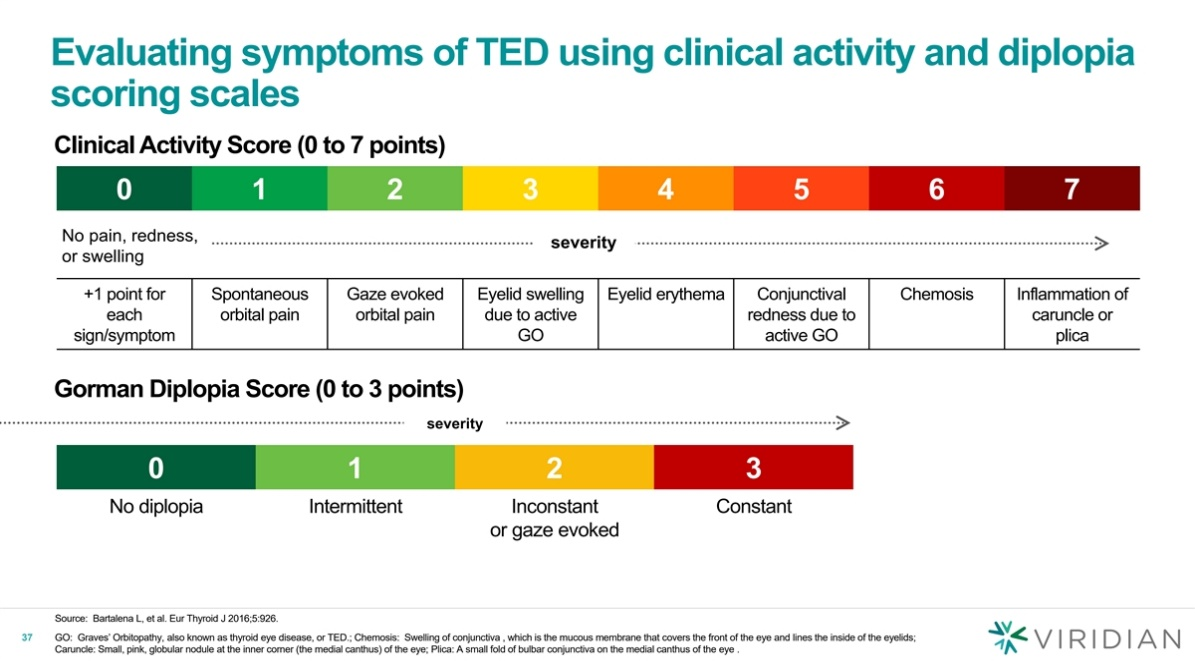 Evaluating symptoms of TED using clinical activity and diplopia
scoring scales
Clinical Activity Score (0 to 7 points)
0 1 2 3 4 5 6 7
No pain, redness,
or swelling
severity
+1 point for
each
sign/symptom
Spontaneous
orbital pain
Gaze evoked
orbital pain
Eyelid swelling
due to active
GO
Eyelid erythema
Conjunctival
redness due to
active GO
Chemosis
Inflammation of
caruncle or
plica
Gorman Diplopia Score (0 to 3 points)
severity
0 1 2 3
No diplopia
Intermittent
Inconstant
or gaze evoked
Constant
Source: Bartalena L, et al. Eur Thyroid J 2016;5:926.
37
GO: Graves' Orbitopathy, also known as thyroid eye disease, or TED.; Chemosis: Swelling of conjunctiva , which is the mucous membrane that covers the front of the eye and lines the inside of the eyelids;
Caruncle: Small, pink, globular nodule at the inner corner (the medial canthus) of the eye; Plica: A small fold of bulbar conjunctiva on the medial canthus of the eye .
VIRIDIAN